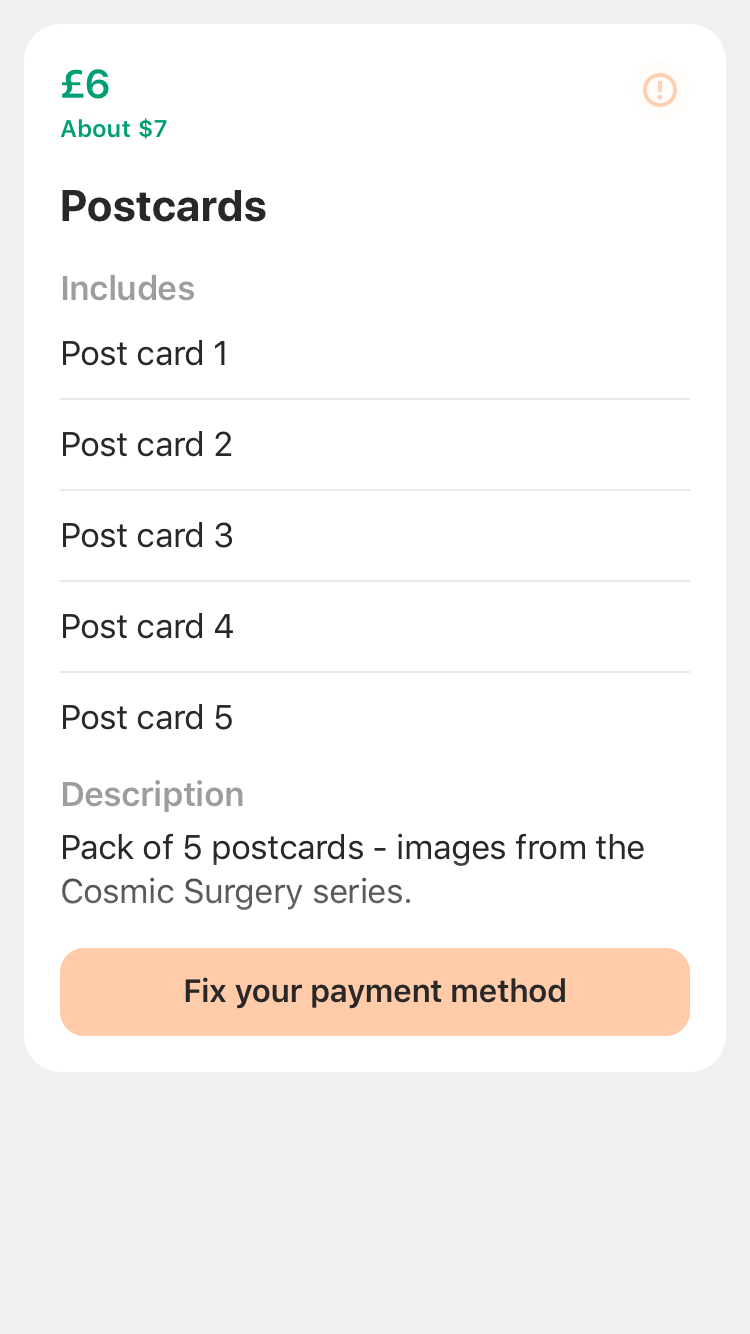 £6
About $7
Postcards
Includes
Post card 1
Post card 2
Post card 3
Post card 4
Post card 5
Description
Pack of 5 postcards - images from the
Cosmic Surgery series.
Fix your payment method